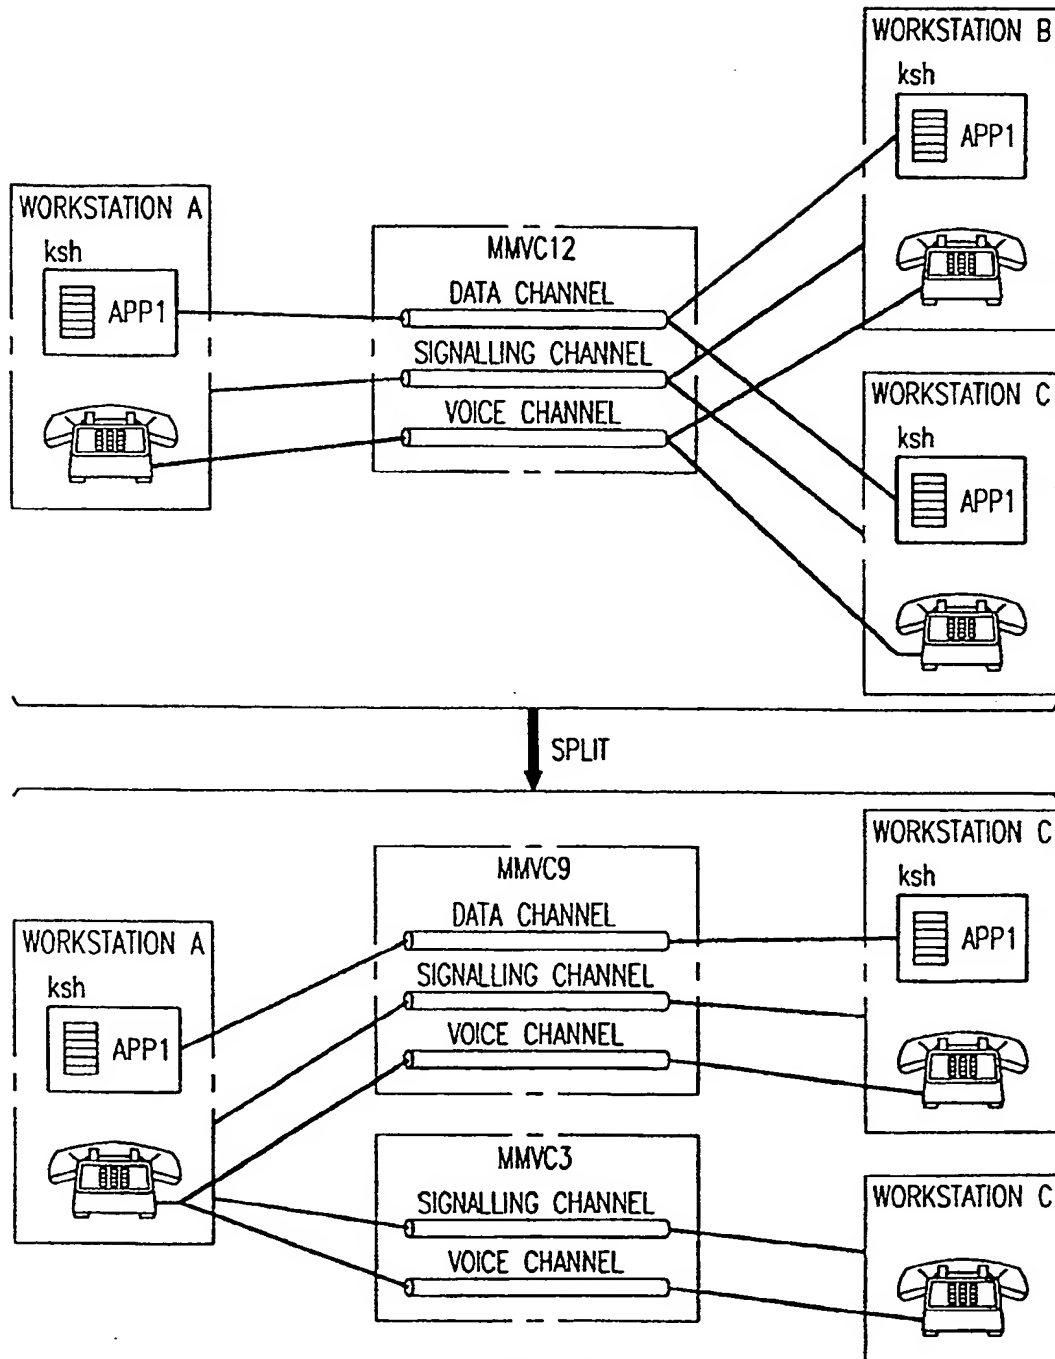 WORKSTATION B
ksh
APP1
WORKSTATION A
ksh
APP1
MMVC12
DATA CHANNEL
SIGNALLING CHANNEL
VOICE CHANNEL
WORKSTATION C
ksh
APP1
SPLIT
WORKSTATION C
ksh
APP1
MMVC9
DATA CHANNEL
SIGNALLING CHANNEL
VOICE CHANNEL
WORKSTATION A
ksh
APP1
MMVC3
SIGNALLING CHANNEL
VOICE CHANNEL
WORKSTATION C